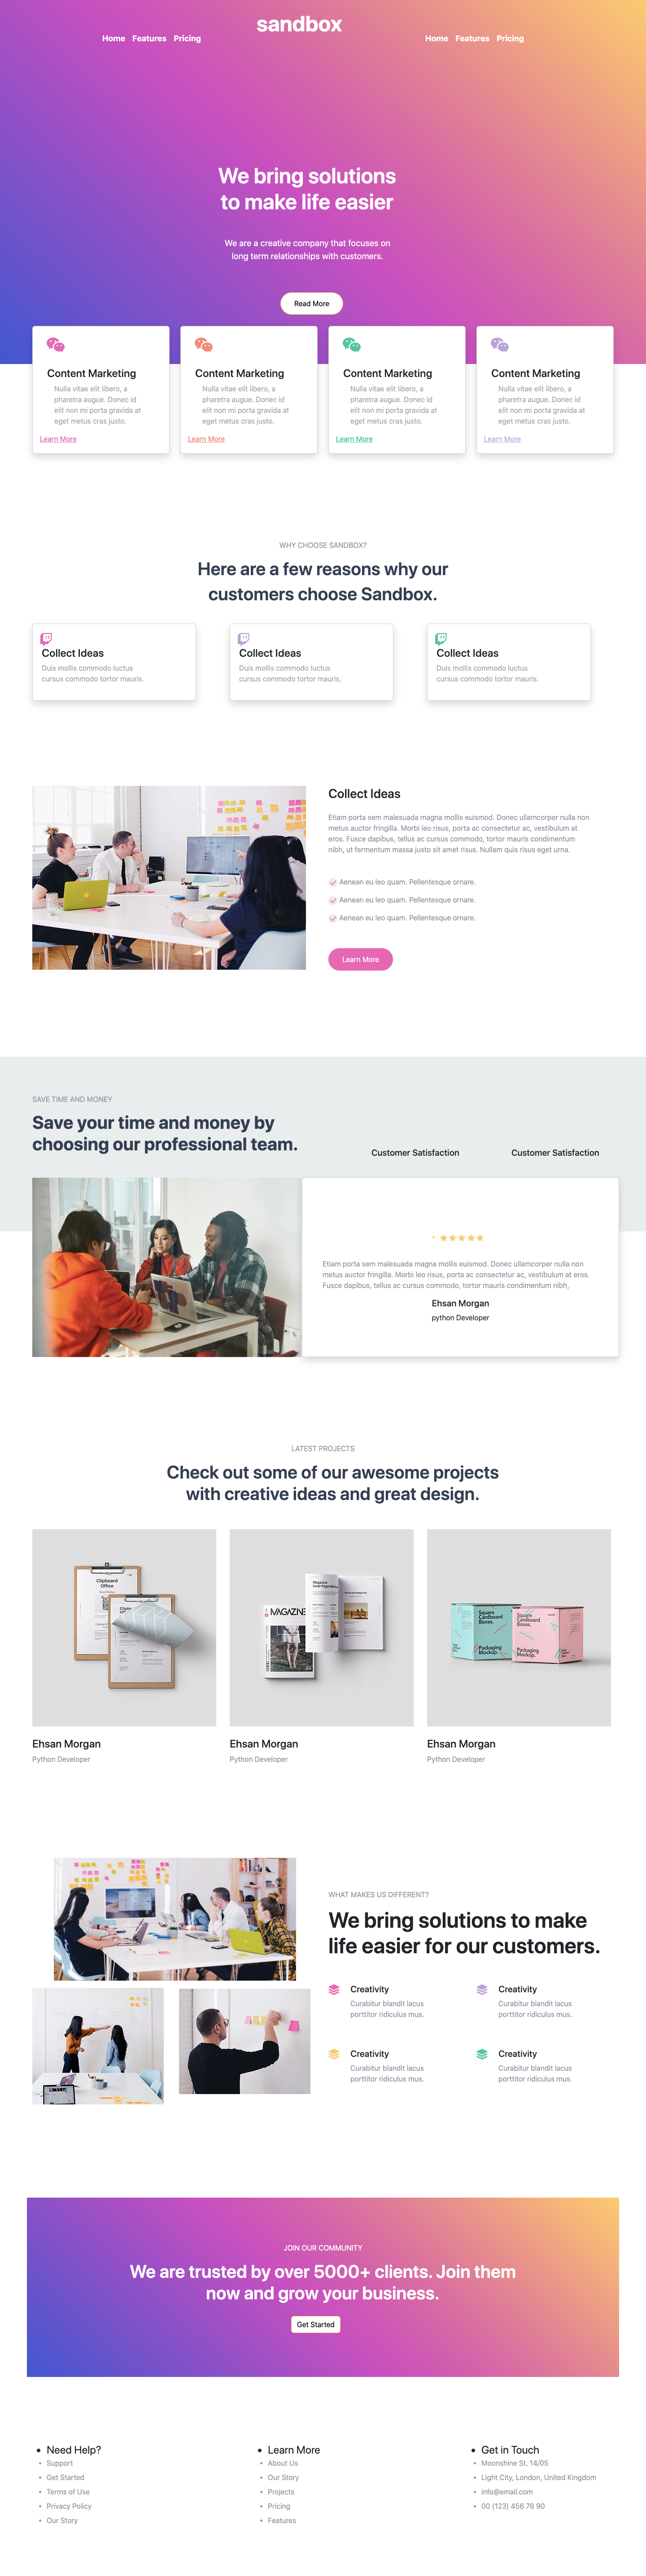 sandbox
Home Features Pricing
Home Features Pricing
We bring solutions
to make life easier
We are a creative company that focuses on
long term relationships with customers.
Read More
Content Marketing
Nulla vitae elit libero, a
pharetra augue. Donec id
elit non mi porta gravida at
eget metus cras justo.
Learn More
Content Marketing
Nulla vitae elit libero, a
pharetra augue. Donec id
elit non mi porta gravida at
eget metus cras justo.
Learn More
Content Marketing
Nulla vitae elit libero, a
pharetra augue. Donec id
elit non mi porta gravida at
eget metus cras justo.
Learn More
Content Marketing
Nulla vitae elit libero, a
pharetra augue. Donec id
elit non mi porta gravida at
eget metus cras justo.
Learn More
WHY CHOOSE SANDBOX?
Here are a few reasons why our
customers choose Sandbox.
Collect Ideas
Duis mollis commodo luctus
cursus commodo tortor mauris.
Collect Ideas
Duis mollis commodo luctus
cursus commodo tortor mauris.
Collect Ideas
Duis mollis commodo luctus
cursus commodo tortor mauris.
Collect Ideas
Etiam porta sem malesuada magna mollis euismod. Donec ullamcorper nulla non
metus auctor fringilla. Morbi leo risus, porta ac consectetur ac, vestibulum at
eros. Fusce dapibus, tellus ac cursus commodo, tortor mauris condimentum
nibh, ut fermentum massa justo sit amet risus. Nullam quis risus eget urna.
Aenean eu leo quam. Pellentesque ornare.
Aenean eu leo quam. Pellentesque ornare.
Aenean eu leo quam. Pellentesque ornare.
Learn More
SAVE TIME AND MONEY
Save your time and money by
choosing our professional team.
Customer Satisfaction
Customer Satisfaction
Etiam porta sem malesuada magna mollis euismod. Donec ullamcorper nulla non
metus auctor fringilla. Morbi leo risus, porta ac consectetur ac, vestibulum at eros.
Fusce dapibus, tellus ac cursus commodo, tortor mauris condimentum nibh,
Ehsan Morgan
python Developer
LATEST PROJECTS
Check out some of our awesome projects
with creative ideas and great design.
Clipboard
Office
MAGAZINE
Magazine
Square
Cardboard
Boxes.
Packaging
Mockup.
Square
Cardboard
Boxes.
Packaging
Mockup.
Ehsan Morgan
Python Developer
Ehsan Morgan
Python Developer
Ehsan Morgan
Python Developer
WHAT MAKES US DIFFERENT?
We bring solutions to make
life easier for our customers.
Creativity
Curabitur blandit lacus
porttitor ridiculus mus.
Creativity
Curabitur blandit lacus
porttitor ridiculus mus.
Creativity
Curabitur blandit lacus
porttitor ridiculus mus.
Creativity
Curabitur blandit lacus
porttitor ridiculus mus.
JOIN OUR COMMUNITY
We are trusted by over 5000+ clients. Join them
now and grow your business.
Get Started
Need Help?
Support
Get Started
Terms of Use
Privacy Policy
Our Story
Learn More
About Us
Our Story
Projects
Pricing
Features
Get in Touch
Moonshine St. 14/05
Light City, London, United Kingdom
info@email.com
00 (123) 456 78 90